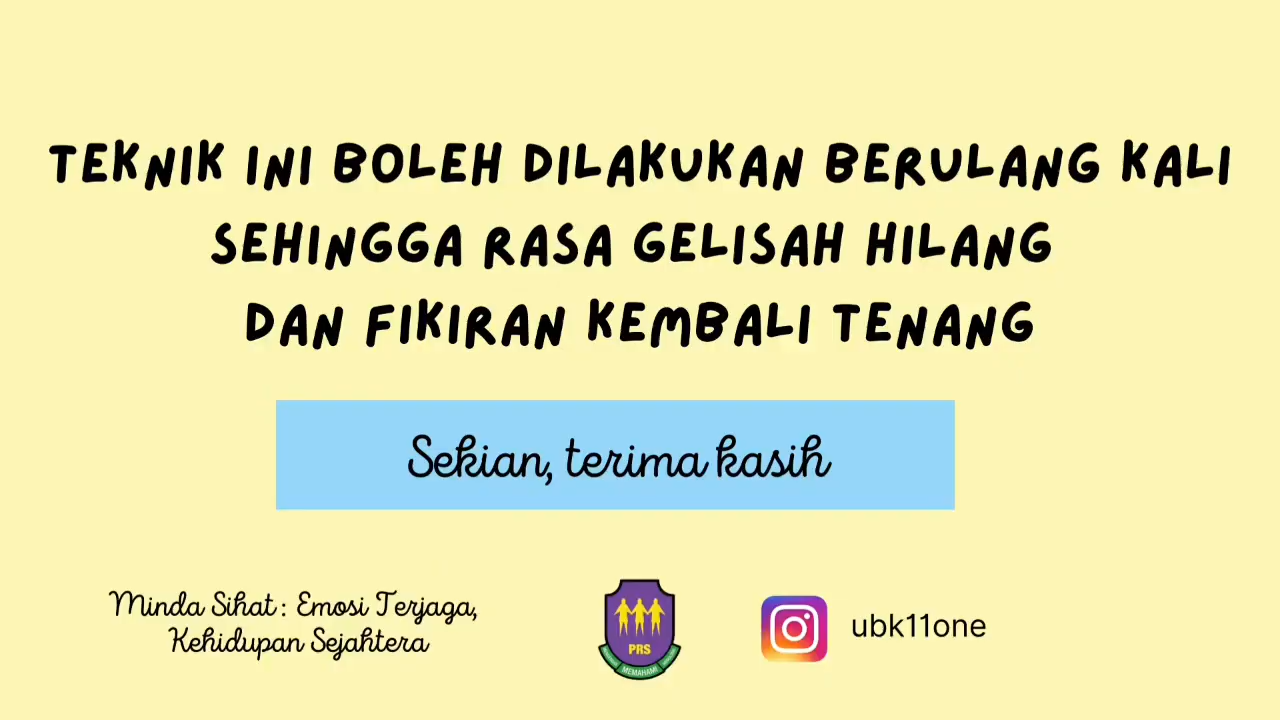 TEKNIK INI BOLEH DILAKUKAN BERULANG KALI
SEHINGGA RASA GELISAH HILANG
DAN FIKIRAN KEMBALI TENANG
Sekian, terima kasih
Minda Sihat : Emosi Terjaga,
Kehidupan Sejahtera
PRS
MEMAHAMI
ubk11one